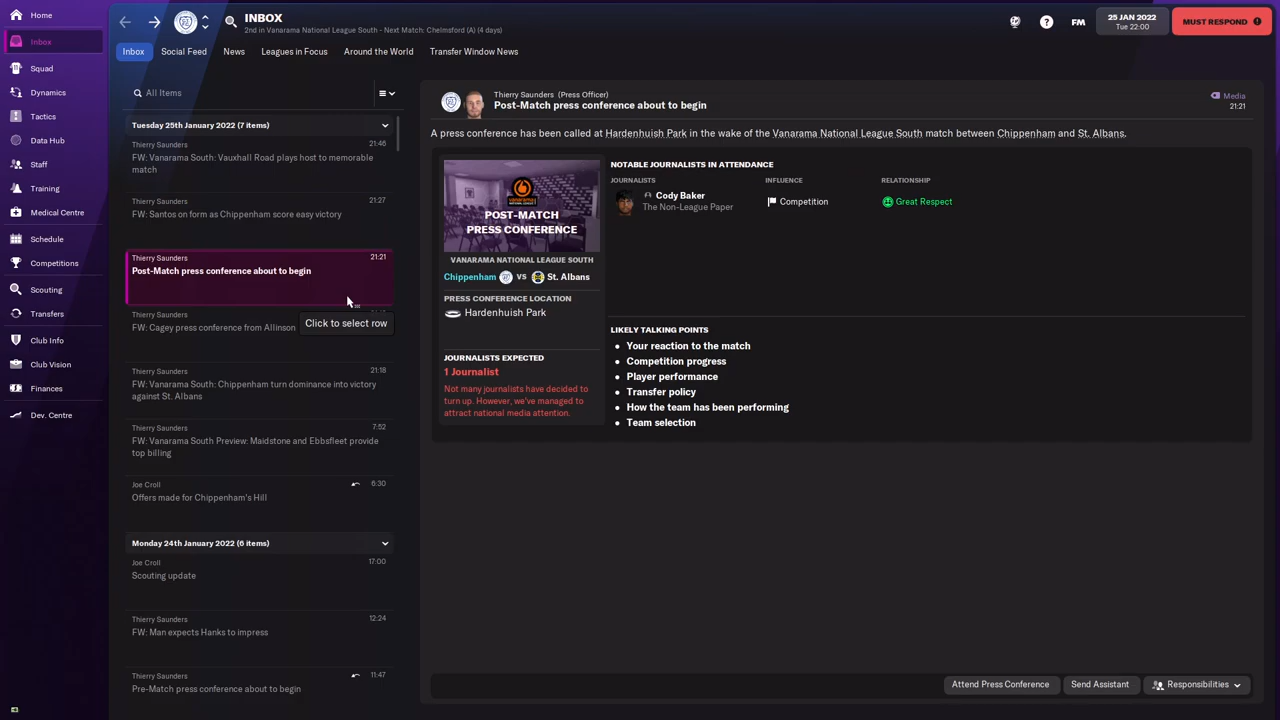 Home
Inbox
Squad
Dynamics
Tactics
Data Hub
Staff
Training
Medical Centre
Schedule
Competitions
Scouting
Transfers
Club Info
Club Vision
Finances
Dev. Centre
INBOX
2nd in Vanarama National League South - Next Match: Chelmsford (A) (4 days)
FM
25 JAN 2022
Tue 22:00
MUST RESPOND
Inbox
Social Feed
News
Leagues in Focus
Around the World
Transfer Window News
All Items
Tuesday 25th January 2022 (7 items)
Thierry Saunders 21:46
FW: Vanarama South: Vauxhall Road plays host to memorable
match
Thierry Saunders 21:27
FW: Santos on form as Chippenham score easy victory
Thierry Saunders 21:21
Post-Match press conference about to begin
Thierry Saunders
FW: Cagey press conference from Allinson
Click to select row
Thierry Saunders 21:18
FW: Vanarama South: Chippenham turn dominance into victory
against St. Albans
Thierry Saunders 7:52
FW: Vanarama South Preview: Maidstone and Ebbsfleet provide
top billing
Joe Croll 6:30
Offers made for Chippenham's Hill
Monday 24th January 2022 (6 items)
Joe Croll 17:00
Scouting update
Thierry Saunders 12:24
FW: Man expects Hanks to impress
Thierry Saunders 11:47
Pre-Match press conference about to begin
Thierry Saunders (Press Officer)
Post-Match press conference about to begin
Media
21:21
A press conference has been called at Hardenhuish Park in the wake of the Vanarama National League South match between Chippenham and St. Albans.
vanarama
POST-MATCH
PRESS CONFERENCE
VANARAMA NATIONAL LEAGUE SOUTH
Chippenham VS St. Albans
PRESS CONFERENCE LOCATION
Hardenhuish Park
JOURNALISTS EXPECTED
1 Journalist
Not many journalists have decided to
turn up. However, we've managed to
attract national media attention.
NOTABLE JOURNALISTS IN ATTENDANCE
JOURNALISTS INFLUENCE RELATIONSHIP
Cody Baker
The Non-League Paper
Competition
Great Respect
LIKELY TALKING POINTS
Your reaction to the match
Competition progress
Player performance
Transfer policy
How the team has been performing
Team selection
Attend Press Conference
Send Assistant
Responsibilities